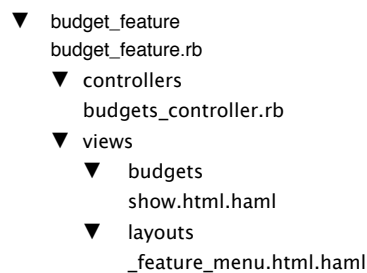 budget_feature
budget_feature.rb
controllers
budgets_controller.rb
views
budgets
show.html.haml
layouts
_feature_menu.html.haml